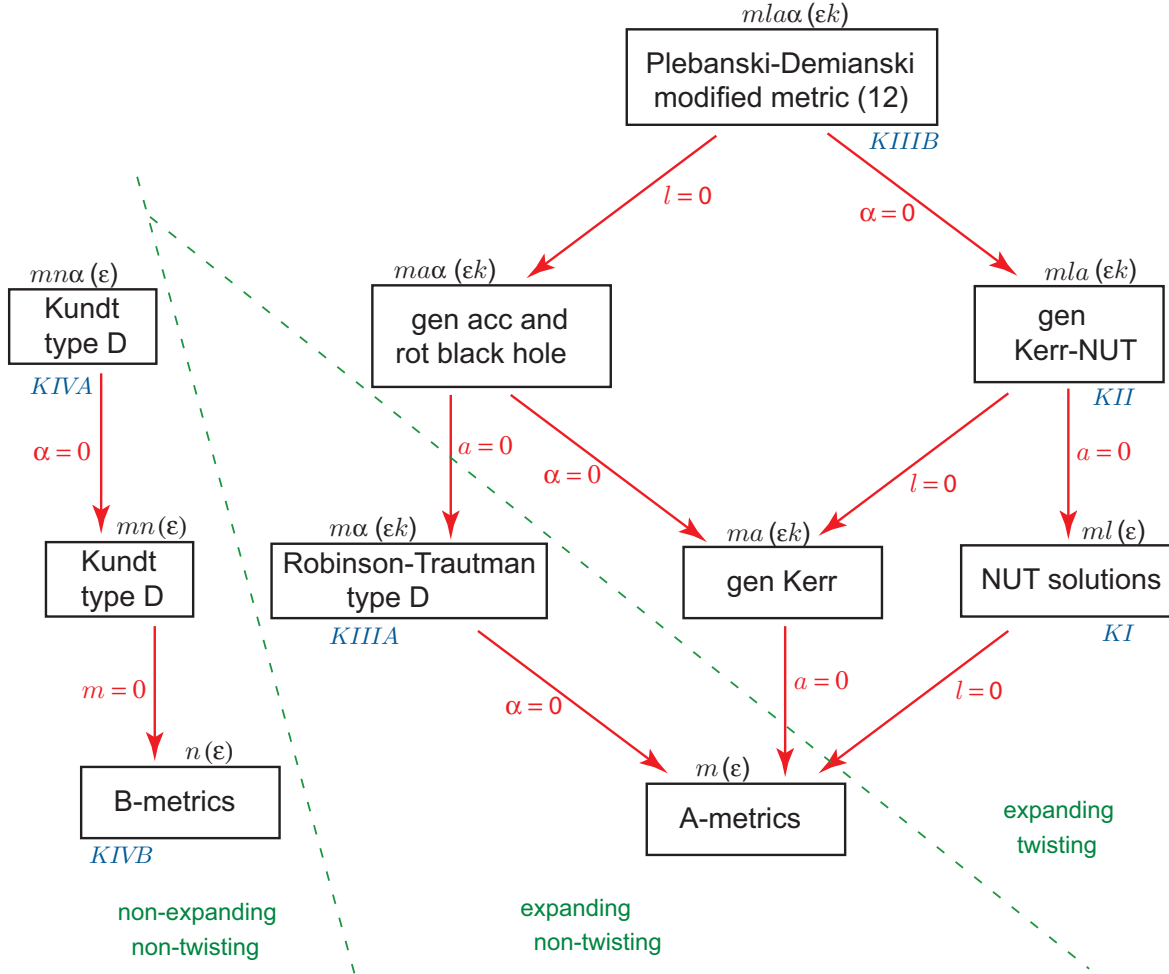 mlaα (εk)
Plebanski-Demianski
modified metric (12)
KIIIB
l = 0
α = 0
mnα (ε)
Kundt
type D
KIVA
maα (εk)
gen acc and
rot black hole
mla (εk)
gen
Kerr-NUT
KII
α = 0
a = 0
α = 0
l = 0
a = 0
mn (ε)
Kundt
type D
mα (εk)
Robinson-Trautman
type D
KIIIA
ma (εk)
gen Kerr
ml (ε)
NUT solutions
KI
m = 0
α = 0
a = 0
l = 0
n (ε)
B-metrics
KIVB
m (ε)
A-metrics
expanding
twisting
non-expanding
non-twisting
expanding
non-twisting